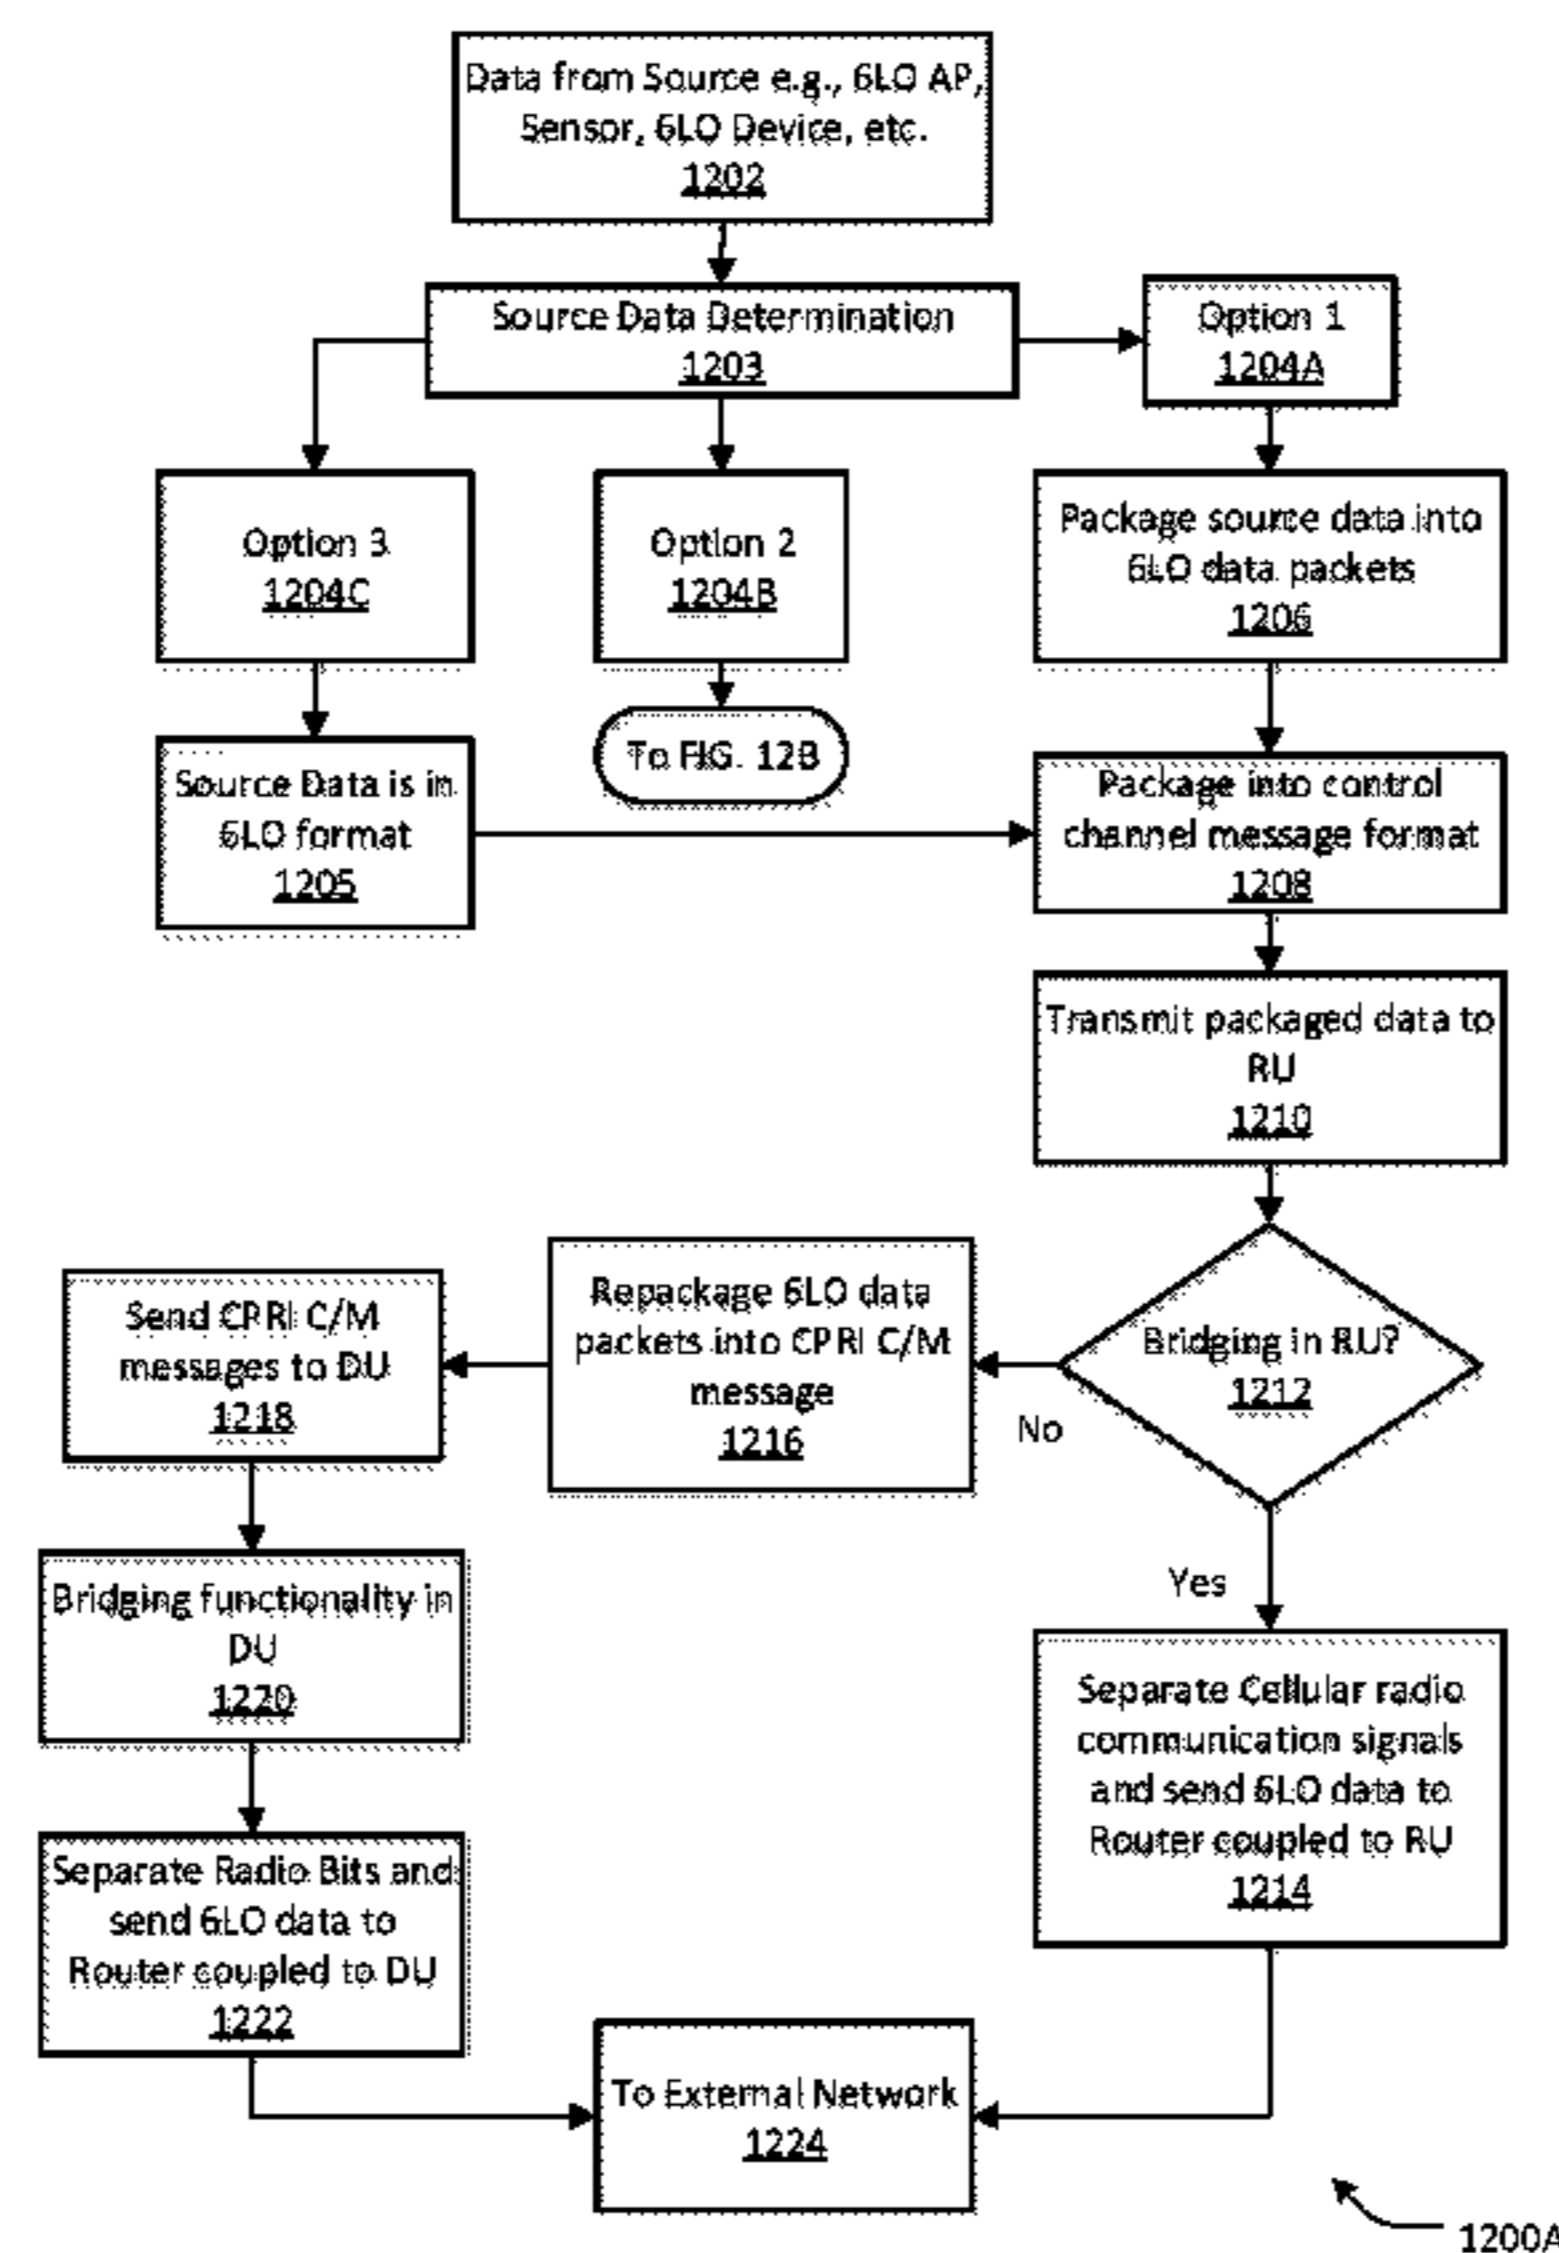 Data from Source e.g., 6LO AP,
Sensor, 6LO Device, etc.
1202
Source Data Determination
1203
Option 1
1204A
Option 3
1204C
Option 2
1204B
Package source data into
6LO data packets
1206
To FIG. 12B
Source Data is in
6LO format
1205
Package into control
channel message format
1208
Transmit packaged data to
RU
1210
Bridging in RU?
1212
No
Yes
Repackage 6LO data
packets into CPRI C/M
message
1216
Send CPRI C/M
messages to DU
1218
Bridging functionality in
DU
1220
Separate Cellular radio
communication signals
and send 6LO data to
Router coupled to RU
1214
Separate Radio Bits and
send 6LO data to
Router coupled to DU
1222
To External Network
1224
1200A